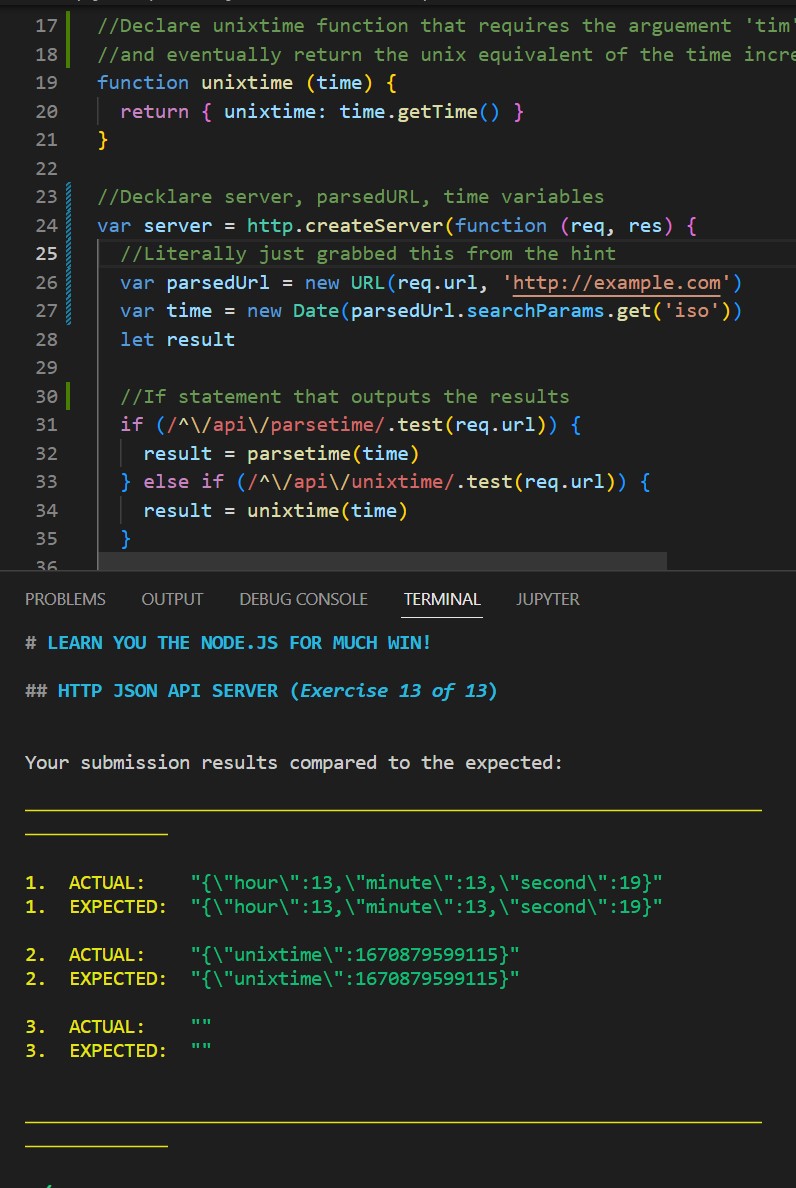 17 //Declare unixtime function that requires the arguement 'tim'
18 //and eventually return the unix equivalent of the time incre
19 function unixtime (time) {
20 return { unixtime: time.getTime() }
21 }
22
23 //Decklare server, parsedURL, time variables
24 var server = http.createServer(function (req, res) {
25 //Literally just grabbed this from the hint
26 var parsedUrl = new URL(req.url, 'http://example.com')
27 var time = new Date(parsedUrl.searchParams.get('iso'))
28 let result
29
30 //If statement that outputs the results
31 if (/^\/api\/parsetime/.test(req.url)) {
32 result = parsetime(time)
33 } else if (/^\/api\/unixtime/.test(req.url)) {
34 result = unixtime(time)
35 }
36
PROBLEMS OUTPUT DEBUG CONSOLE TERMINAL JUPYTER
# LEARN YOU THE NODE.JS FOR MUCH WIN!
## HTTP JSON API SERVER (Exercise 13 of 13)
Your submission results compared to the expected:
1. ACTUAL: "{\"hour\":13,\"minute\":13,\"second\":19}"
1. EXPECTED: "{\"hour\":13,\"minute\":13,\"second\":19}"
2. ACTUAL: "{\"unixtime\":1670879599115}"
2. EXPECTED: "{\"unixtime\":1670879599115}"
3. ACTUAL: ""
3. EXPECTED: ""